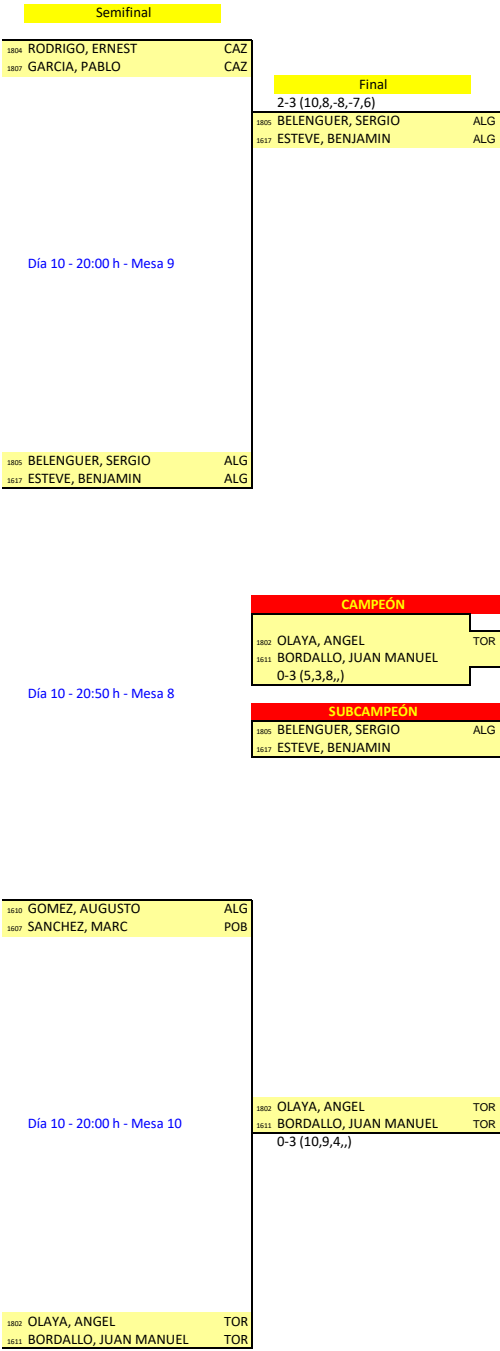 Semifinal
1804 RODRIGO, ERNEST CAZ
1807 GARCIA, PABLO CAZ
Final
2-3 (10,8,-8,-7,6)
1805 BELENGUER, SERGIO ALG
1617 ESTEVE, BENJAMIN ALG
Día 10 - 20:00 h - Mesa 9
1805 BELENGUER, SERGIO ALG
1617 ESTEVE, BENJAMIN ALG
CAMPEÓN
1802 OLAYA, ANGEL TOR
1611 BORDALLO, JUAN MANUEL
0-3 (5,3,8,,)
Día 10 - 20:50 h - Mesa 8
SUBCAMPEÓN
1805 BELENGUER, SERGIO ALG
1617 ESTEVE, BENJAMIN
1610 GOMEZ, AUGUSTO ALG
1607 SANCHEZ, MARC POB
1802 OLAYA, ANGEL TOR
Día 10 - 20:00 h - Mesa 10
1611 BORDALLO, JUAN MANUEL TOR
0-3 (10,9,4,,)
1802 OLAYA, ANGEL TOR
1611 BORDALLO, JUAN MANUEL TOR